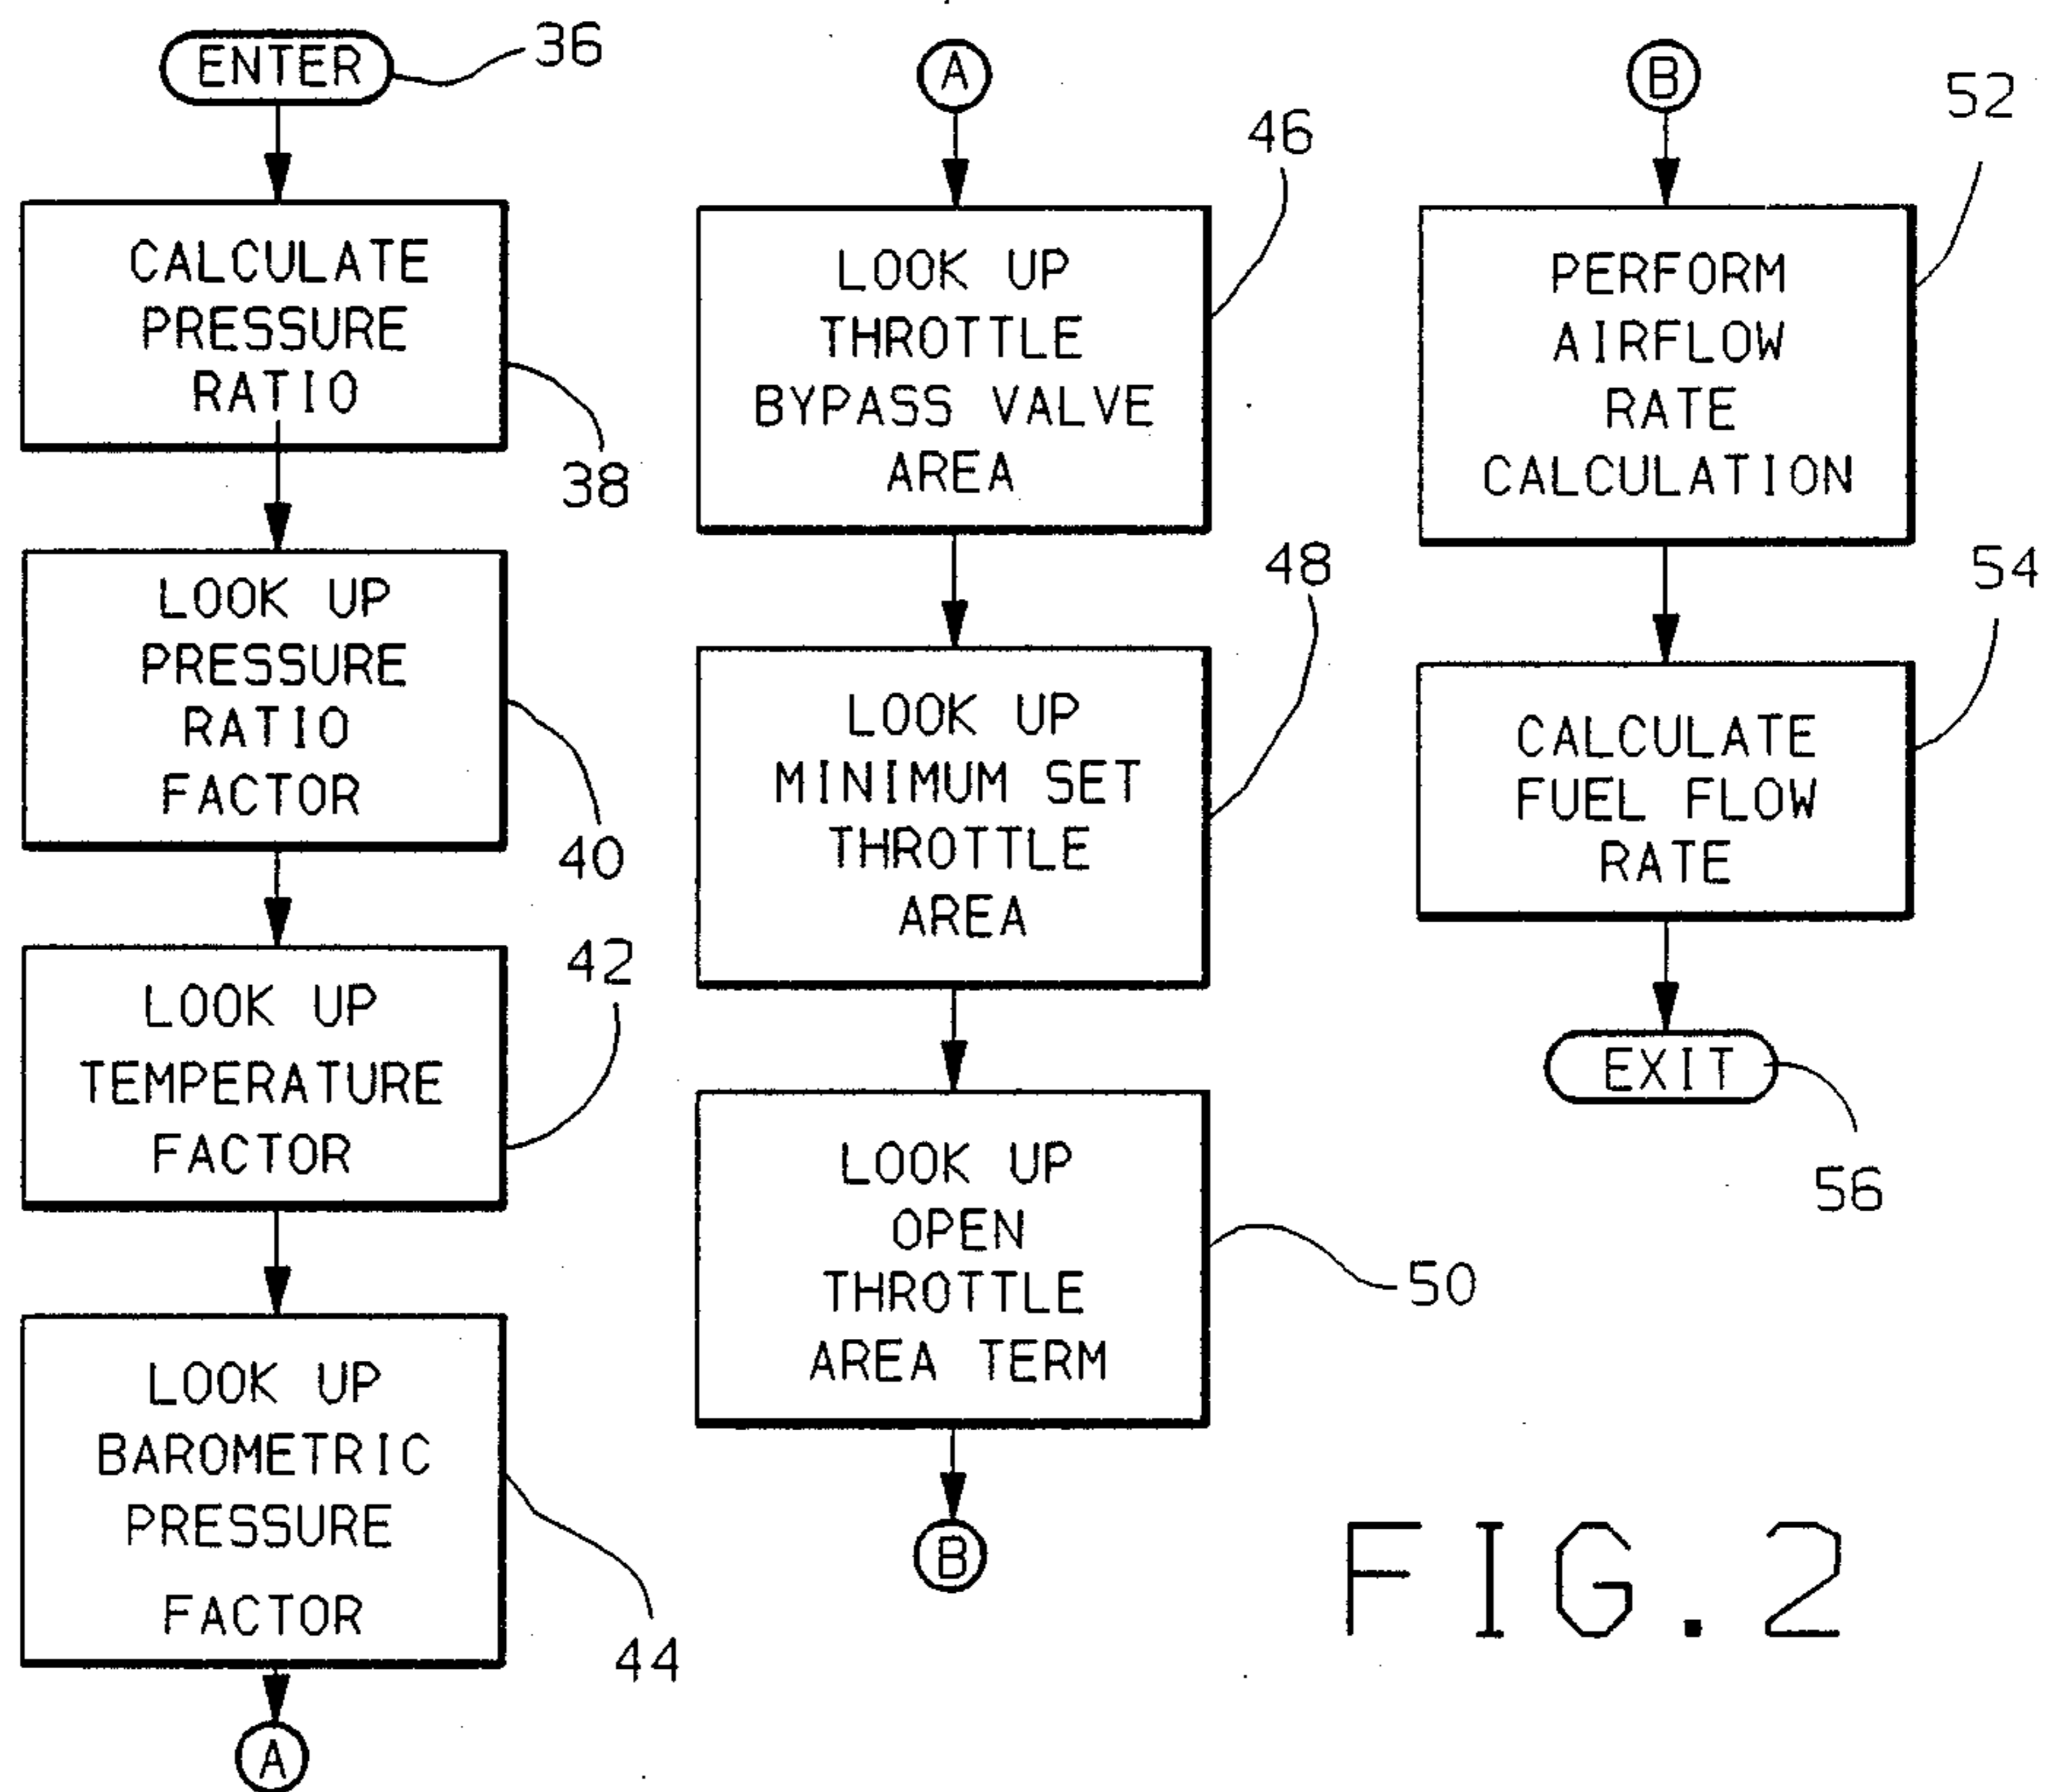 ENTER
36
CALCULATE
PRESSURE
RATIO
38
LOOK UP
PRESSURE
RATIO
FACTOR
40
LOOK UP
TEMPERATURE
FACTOR
42
LOOK UP
BAROMETRIC
PRESSURE
FACTOR
44
A
A
LOOK UP
THROTTLE
BYPASS VALVE
AREA
46
LOOK UP
MINIMUM SET
THROTTLE
AREA
48
LOOK UP
OPEN
THROTTLE
AREA TERM
50
B
B
PERFORM
AIRFLOW
RATE
CALCULATION
52
CALCULATE
FUEL FLOW
RATE
54
EXIT
56
FIG.2